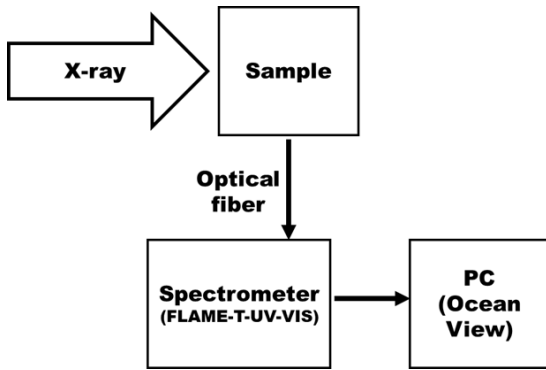 X-ray
Sample
Optical
fiber
Spectrometer
(FLAME-T-UV-VIS)
PC
(Ocean
View)